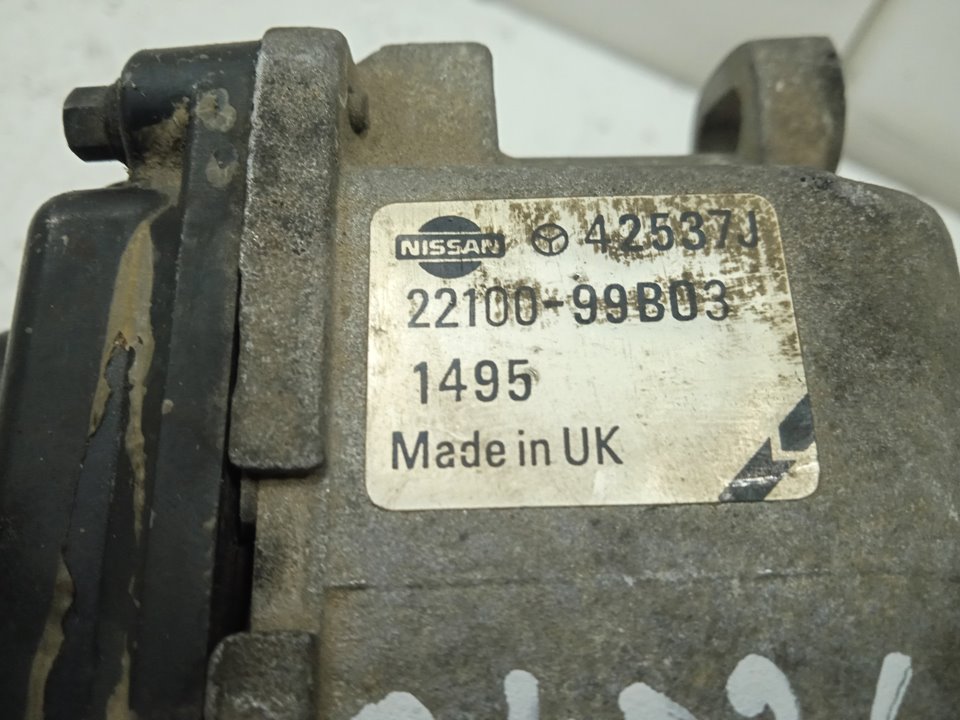 NISSAN 42537J
22100-99B03
1495
Made in UK